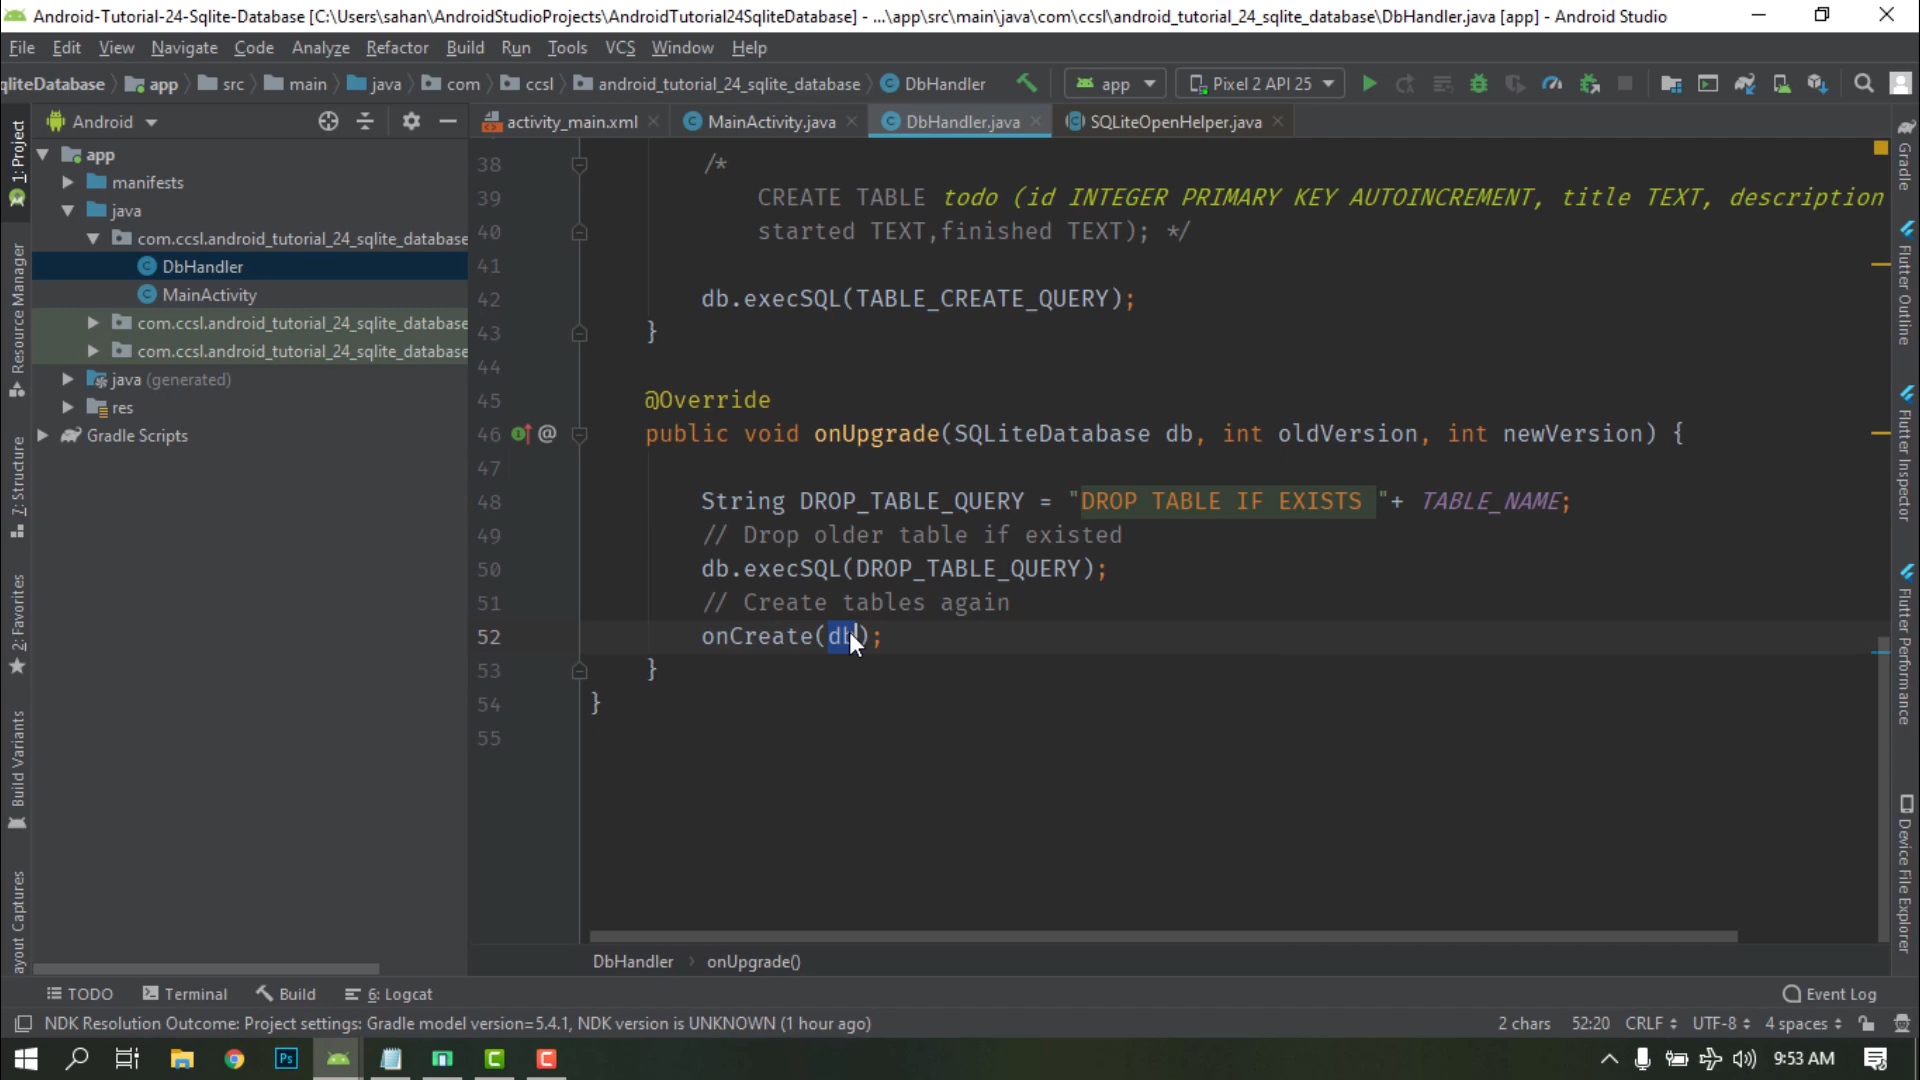 Android-Tutorial-24-Sqlite-Database [C:\Users\sahan\AndroidStudioProjects\AndroidTutorial24SqliteDatabase] - ...\app\src\main\java\com\ccsl\android_tutorial_24_sqlite_database\DbHandler.java [app] - Android Studio
File Edit View Navigate Code Analyze Refactor Build Run Tools VCS Window Help
qliteDatabase app src main java com ccsl android_tutorial_24_sqlite_database DbHandler app Pixel 2 API 25
Android
activity_main.xml MainActivity.java DbHandler.java SQLiteOpenHelper.java
1: Project
Resource Manager
7: Structure
2: Favorites
Build Variants
ayout Captures
app
manifests
java
com.ccsl.android_tutorial_24_sqlite_database
DbHandler
MainActivity
com.ccsl.android_tutorial_24_sqlite_database
com.ccsl.android_tutorial_24_sqlite_database
java (generated)
res
Gradle Scripts
38 /*
39 CREATE TABLE todo (id INTEGER PRIMARY KEY AUTOINCREMENT, title TEXT, description
40 started TEXT,finished TEXT); */
41
42 db.execSQL(TABLE_CREATE_QUERY);
43 }
44
45 @Override
46 @ public void onUpgrade(SQLiteDatabase db, int oldVersion, int newVersion) {
47
48 String DROP_TABLE_QUERY = "DROP TABLE IF EXISTS "+ TABLE_NAME;
49 // Drop older table if existed
50 db.execSQL(DROP_TABLE_QUERY);
51 // Create tables again
52 onCreate(db);
53 }
54 }
55
DbHandler onUpgrade()
Gradle
Flutter Outline
Flutter Inspector
Flutter Performance
Device File Explorer
TODO Terminal Build 6: Logcat Event Log
NDK Resolution Outcome: Project settings: Gradle model version=5.4.1, NDK version is UNKNOWN (1 hour ago) 2 chars 52:20 CRLF UTF-8 4 spaces
Ps C C 9:53 AM